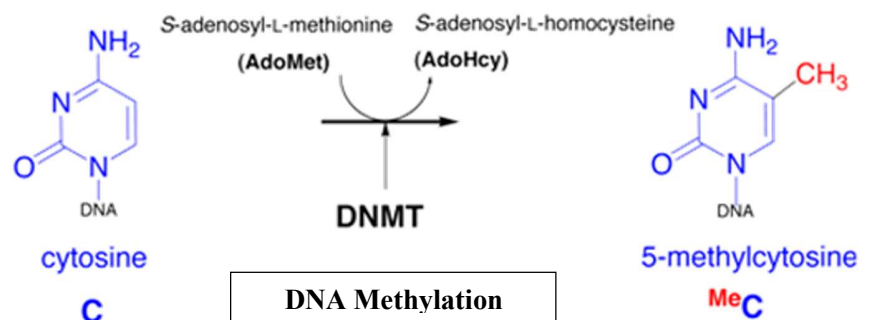 S-adenosyl-L-methionine S-adenosyl-L-homocysteine
(AdoMet) (AdoHcy)
NH₂
N
O
N
DNA
cytosine
C
DNMT
DNA Methylation
NH₂
CH₃
N
O
N
DNA
5-methylcytosine
MeC